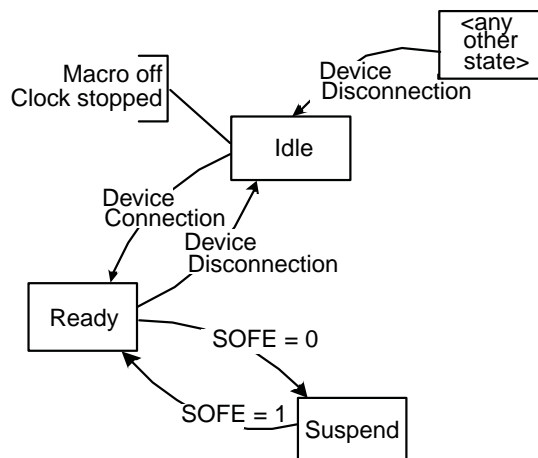 <any
other
state>
Macro off
Clock stopped
Device
Disconnection
Idle
Device
Connection
Device
Disconnection
Ready
SOFE = 0
SOFE = 1
Suspend